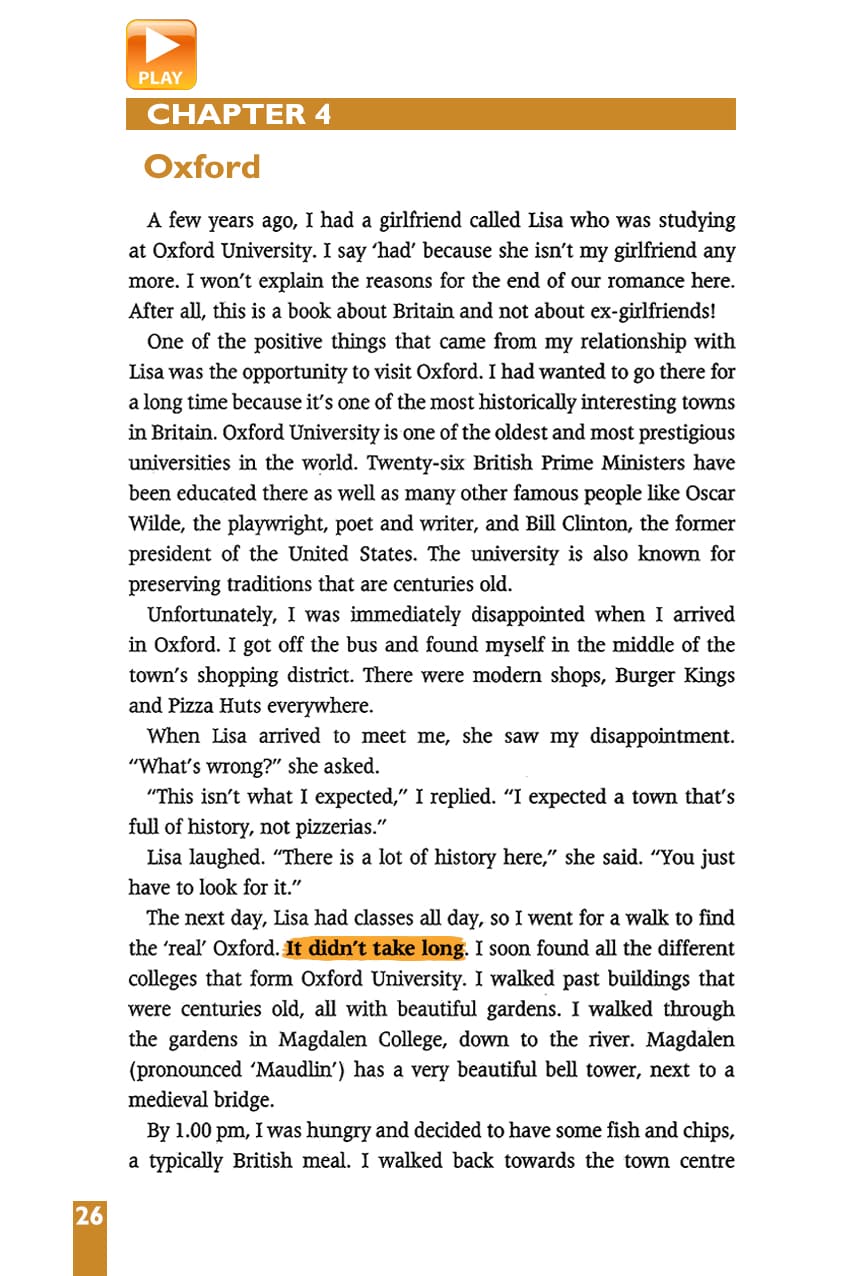 PLAY
CHAPTER 4
Oxford
A few years ago, I had a girlfriend called Lisa who was studying
at Oxford University. I say ‘had’ because she isn’t my girlfriend any
more. I won’t explain the reasons for the end of our romance here.
After all, this is a book about Britain and not about ex-girlfriends!
One of the positive things that came from my relationship with
Lisa was the opportunity to visit Oxford. I had wanted to go there for
a long time because it’s one of the most historically interesting towns
in Britain. Oxford University is one of the oldest and most prestigious
universities in the world. Twenty-six British Prime Ministers have
been educated there as well as many other famous people like Oscar
Wilde, the playwright, poet and writer, and Bill Clinton, the former
president of the United States. The university is also known for
preserving traditions that are centuries old.
Unfortunately, I was immediately disappointed when I arrived
in Oxford. I got off the bus and found myself in the middle of the
town’s shopping district. There were modern shops, Burger Kings
and Pizza Huts everywhere.
When Lisa arrived to meet me, she saw my disappointment.
“What’s wrong?” she asked.
“This isn’t what I expected,” I replied. “I expected a town that’s
full of history, not pizzerias.”
Lisa laughed. “There is a lot of history here,” she said. “You just
have to look for it.”
The next day, Lisa had classes all day, so I went for a walk to find
the ‘real’ Oxford. It didn’t take long. I soon found all the different
colleges that form Oxford University. I walked past buildings that
were centuries old, all with beautiful gardens. I walked through
the gardens in Magdalen College, down to the river. Magdalen
(pronounced ‘Maudlin’) has a very beautiful bell tower, next to a
medieval bridge.
By 1.00 pm, I was hungry and decided to have some fish and chips,
a typically British meal. I walked back towards the town centre
26